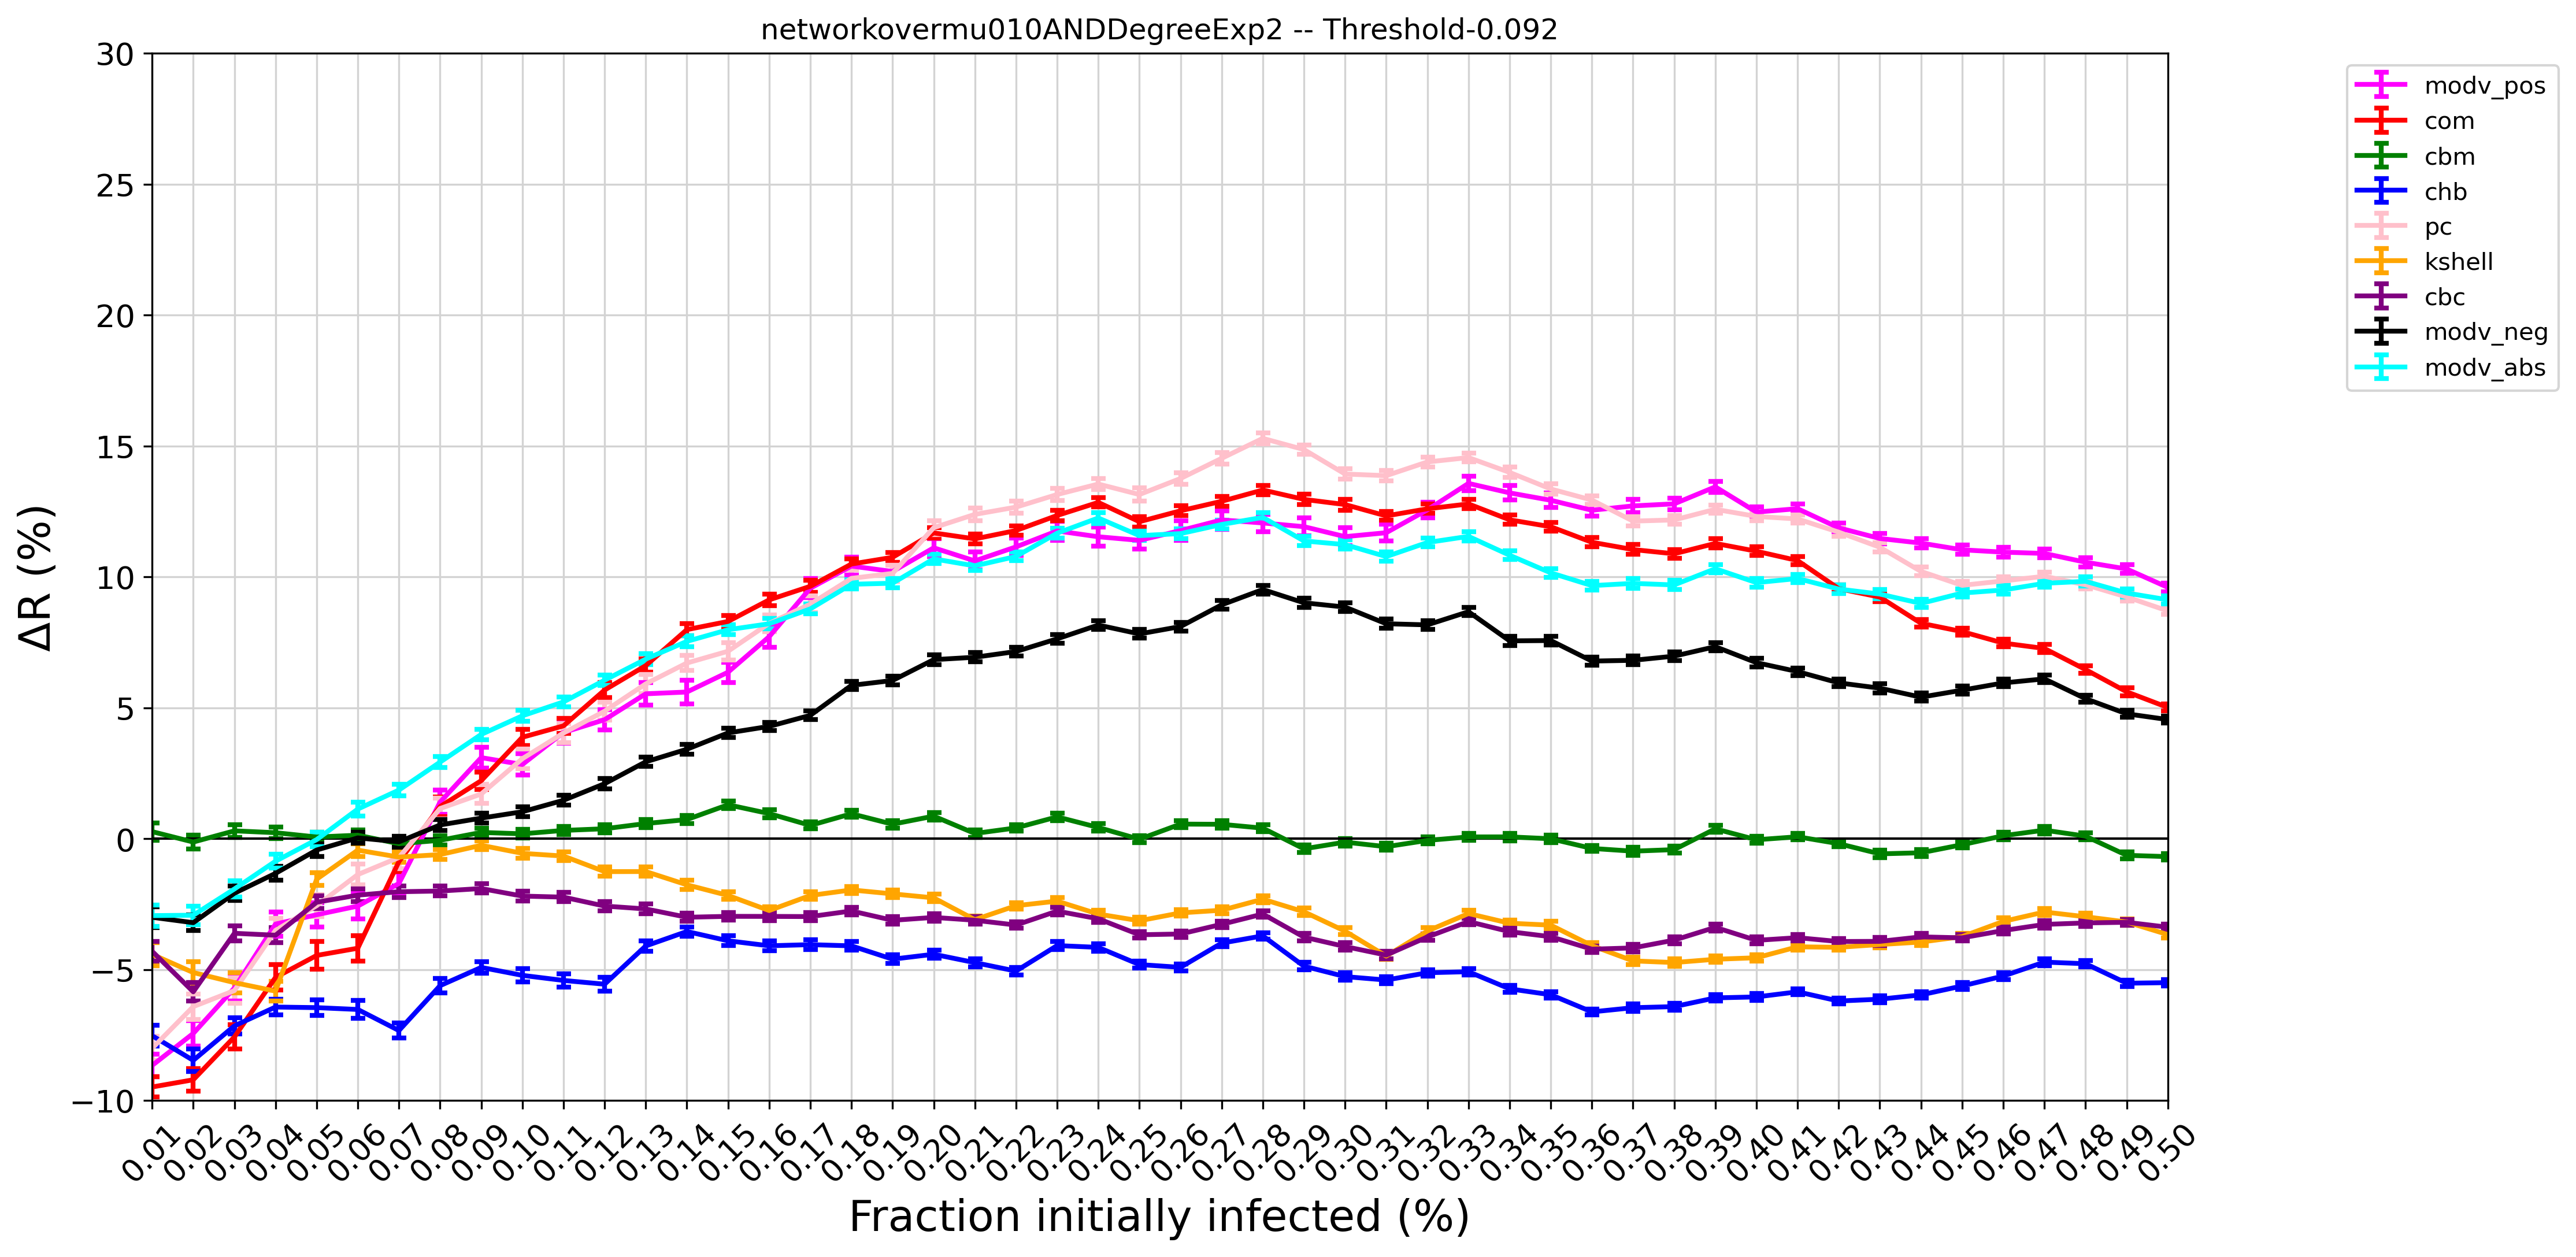 networkovermu010ANDDegreeExp2 -- Threshold-0.092
30
25
20
15
10
5
0
−5
−10
ΔR (%)
0.01 0.02 0.03 0.04 0.05 0.06 0.07 0.08 0.09 0.10 0.11 0.12 0.13 0.14 0.15 0.16 0.17 0.18 0.19 0.20 0.21 0.22 0.23 0.24 0.25 0.26 0.27 0.28 0.29 0.30 0.31 0.32 0.33 0.34 0.35 0.36 0.37 0.38 0.39 0.40 0.41 0.42 0.43 0.44 0.45 0.46 0.47 0.48 0.49 0.50
Fraction initially infected (%)
modv_pos
com
cbm
chb
pc
kshell
cbc
modv_neg
modv_abs